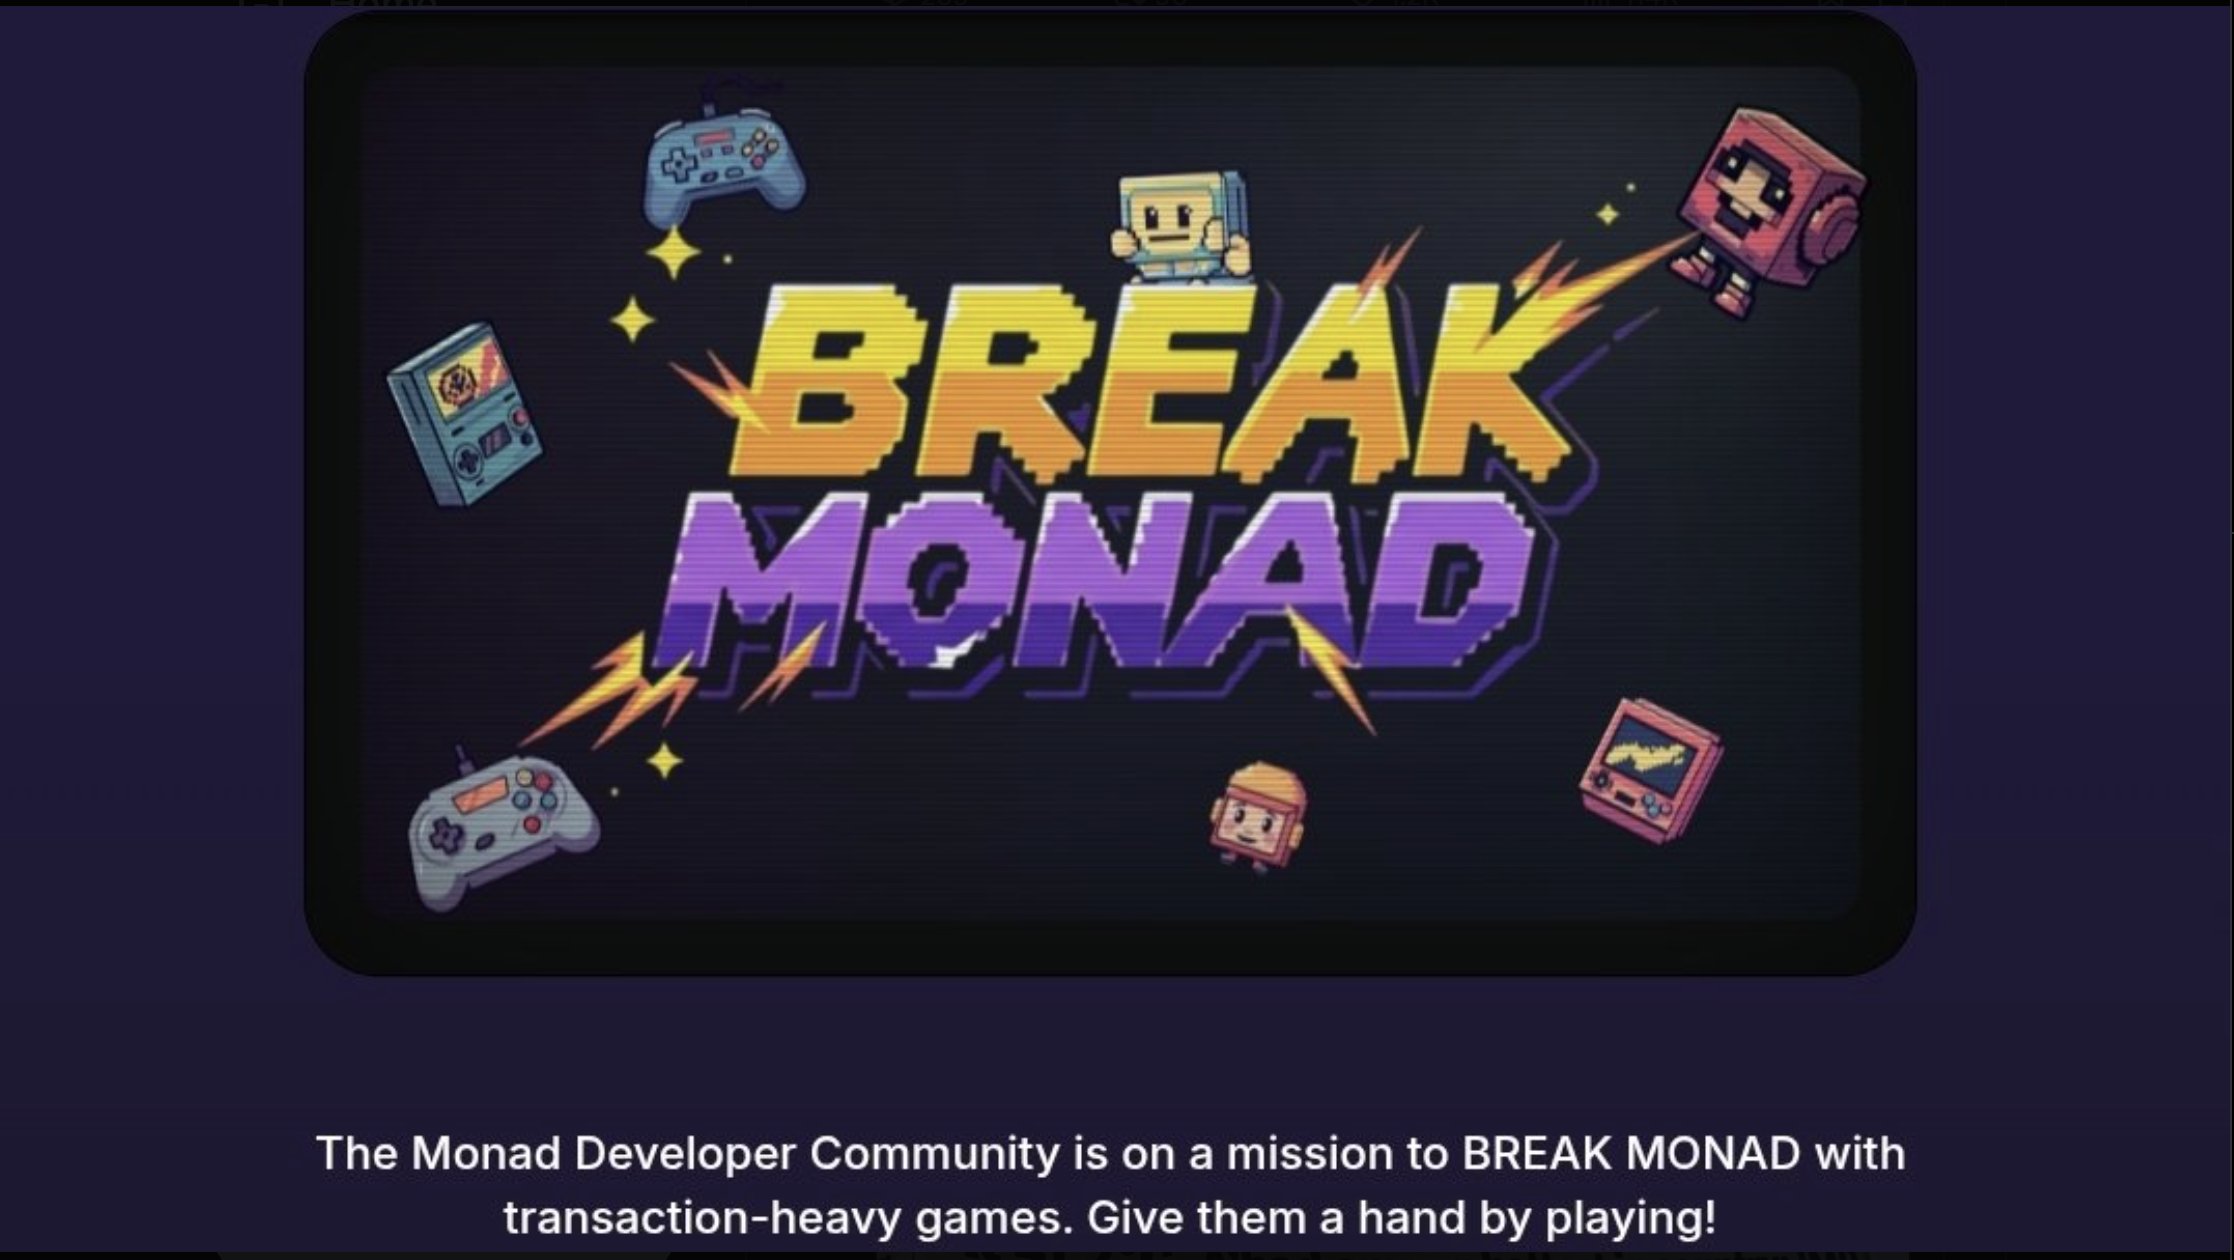 BREAK
MONAD
The Monad Developer Community is on a mission to BREAK MONAD with
transaction-heavy games. Give them a hand by playing!